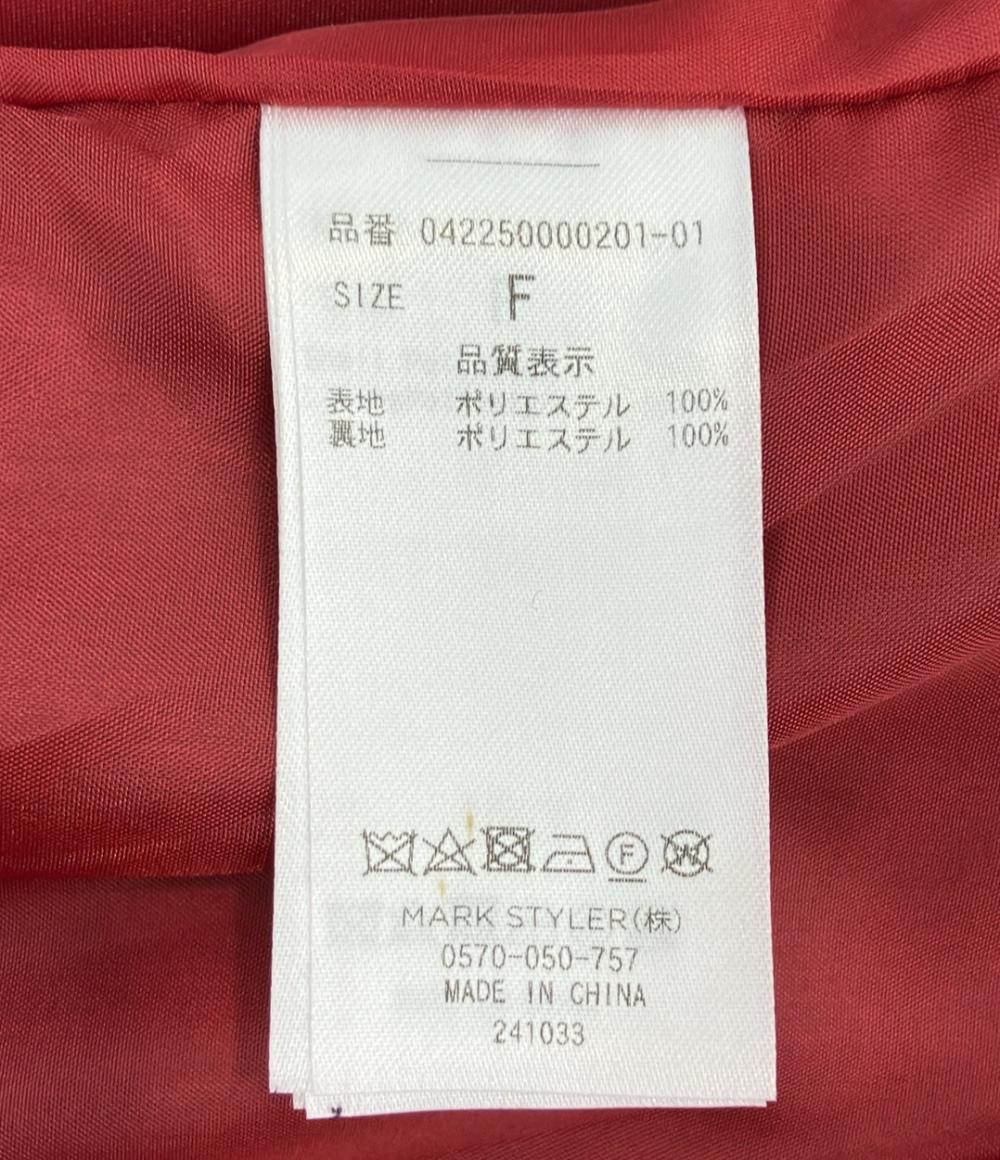 品番 042250000201-01
SIZE F
品質表示
表地 ポリエステル 100%
裏地 ポリエステル 100%
F W
MARK STYLER(株)
0570-050-757
MADE IN CHINA
241033